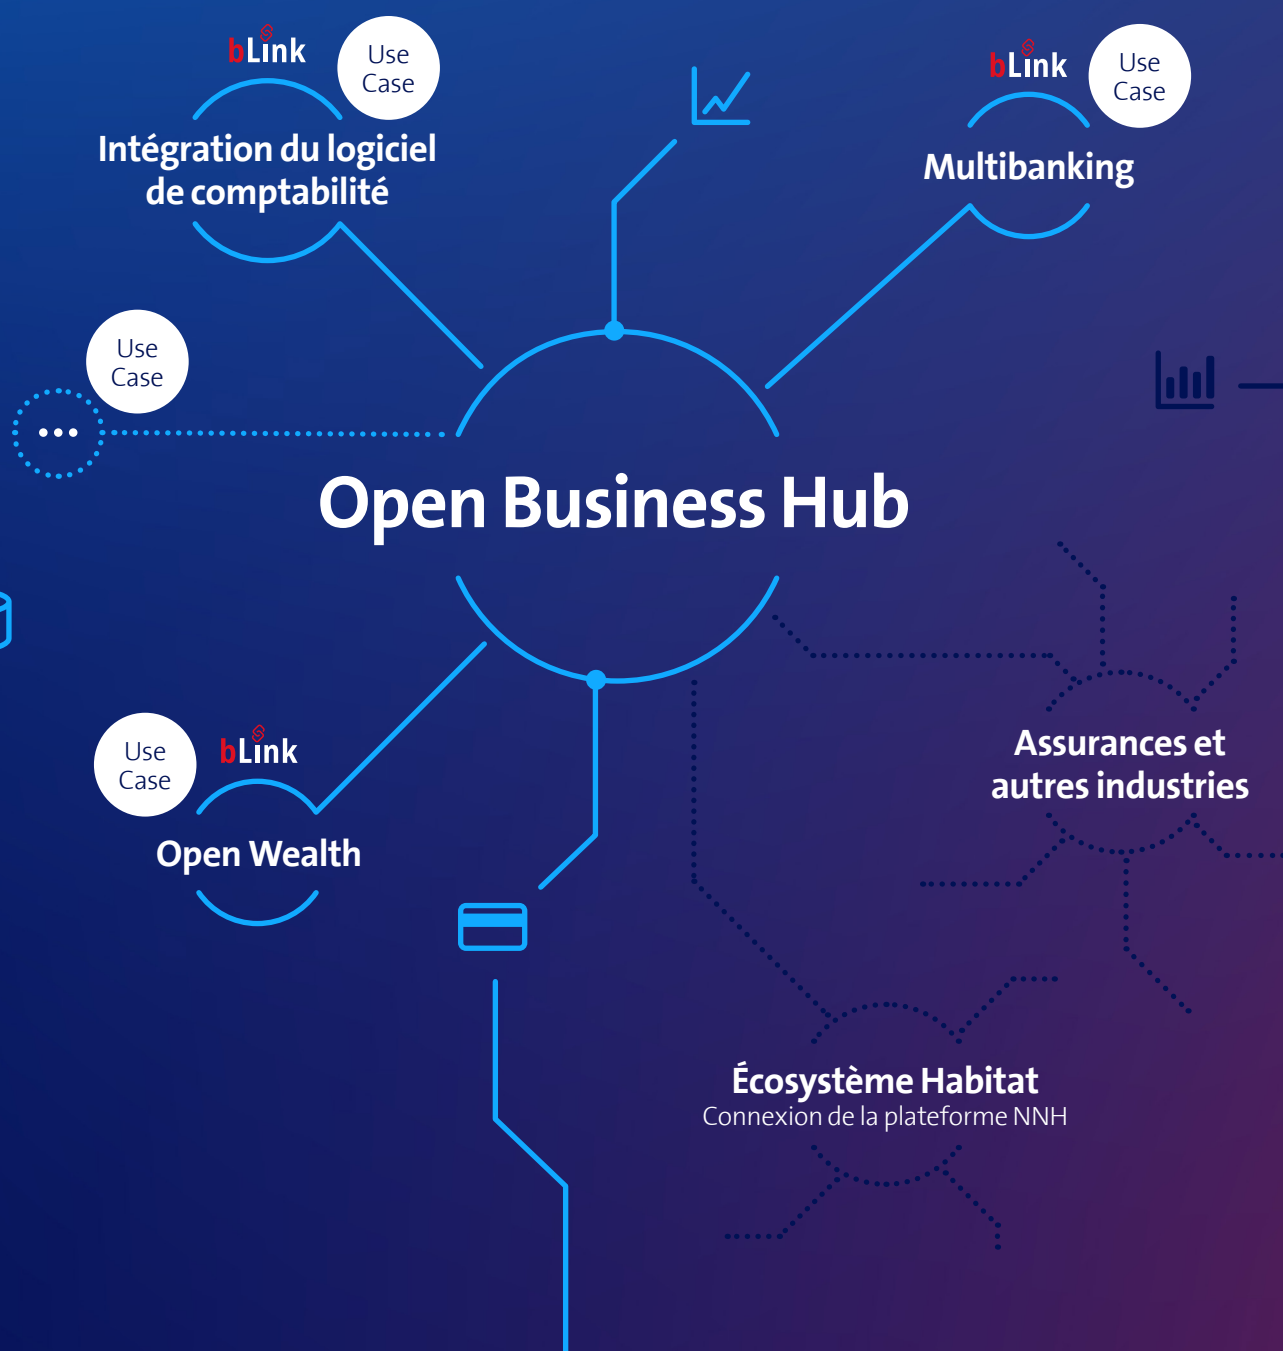 bLink
Use
Case
Intégration du logiciel
de comptabilité
bLink
Use
Case
Multibanking
Use
Case
...
Open Business Hub
Use
Case
bLink
Open Wealth
Assurances et
autres industries
Écosystème Habitat
Connexion de la plateforme NNH